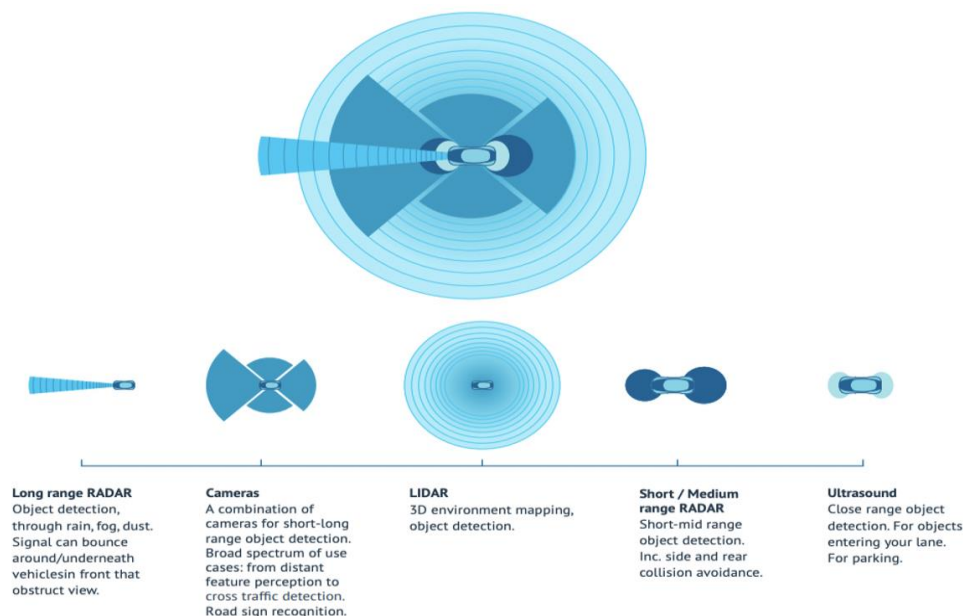 Long range RADAR
Object detection,
through rain, fog, dust.
Signal can bounce
around/underneath
vehiclesin front that
obstruct view.
Cameras
A combination of
cameras for short-long
range object detection.
Broad spectrum of use
cases: from distant
feature perception to
cross traffic detection.
Road sign recognition.
LIDAR
3D environment mapping,
object detection.
Short / Medium
range RADAR
Short-mid range
object detection.
Inc. side and rear
collision avoidance.
Ultrasound
Close range object
detection. For objects
entering your lane.
For parking.